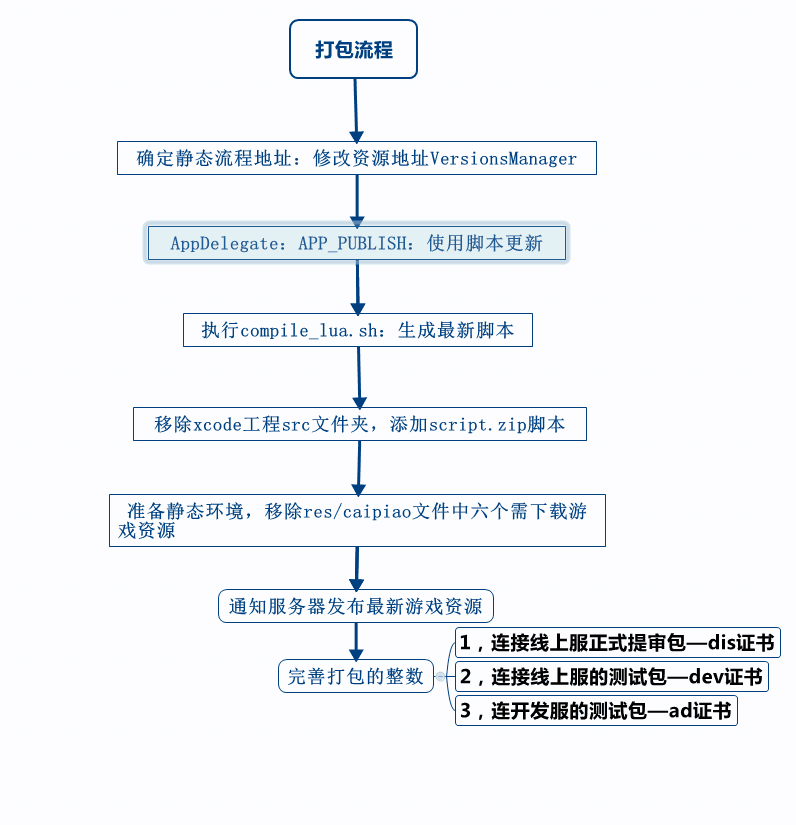 打包流程
确定静态流程地址：修改资源地址VersionsManager
AppDelegate：APP_PUBLISH：使用脚本更新
执行compile_lua.sh：生成最新脚本
移除xcode工程src文件夹，添加script.zip脚本
准备静态环境，移除res/caipiao文件中六个需下载游
戏资源
通知服务器发布最新游戏资源
完善打包的整数
1，连接线上服正式提审包—dis证书
2，连接线上服的测试包—dev证书
3，连开发服的测试包—ad证书